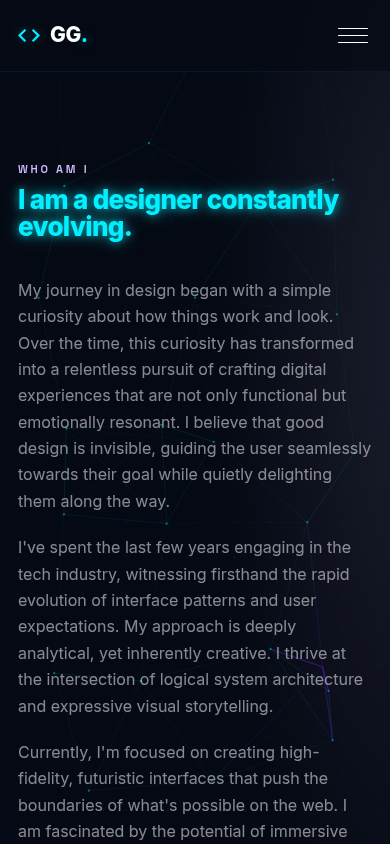 <> GG.
WHO AM I
I am a designer constantly
evolving.
My journey in design began with a simple
curiosity about how things work and look.
Over the time, this curiosity has transformed
into a relentless pursuit of crafting digital
experiences that are not only functional but
emotionally resonant. I believe that good
design is invisible, guiding the user seamlessly
towards their goal while quietly delighting
them along the way.
I've spent the last few years engaging in the
tech industry, witnessing firsthand the rapid
evolution of interface patterns and user
expectations. My approach is deeply
analytical, yet inherently creative. I thrive at
the intersection of logical system architecture
and expressive visual storytelling.
Currently, I'm focused on creating high-
fidelity, futuristic interfaces that push the
boundaries of what's possible on the web. I
am fascinated by the potential of immersive